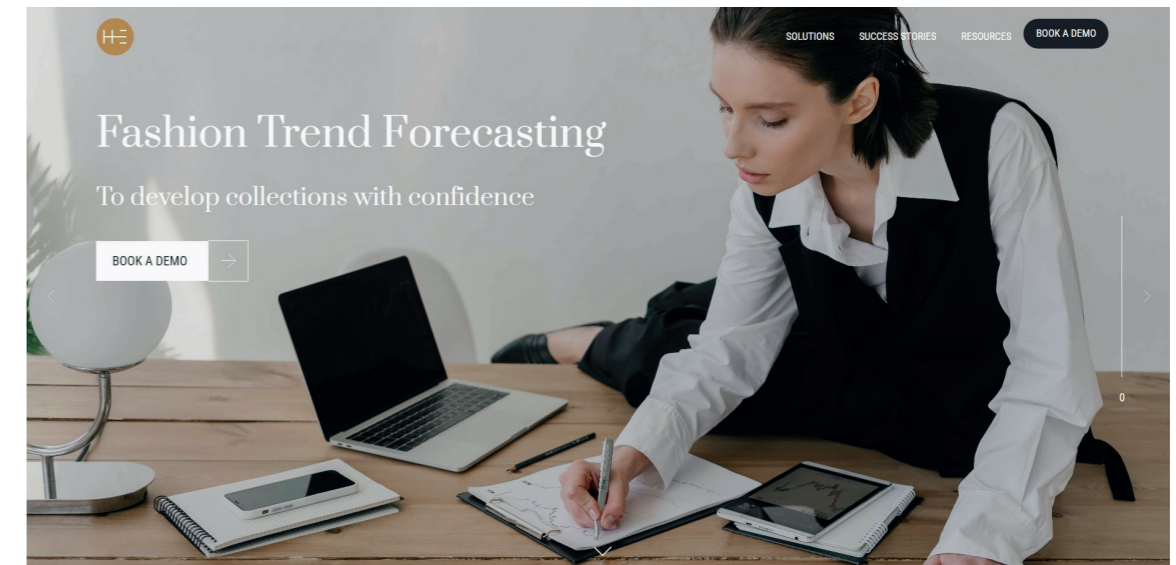 HE
SOLUTIONS
SUCCESS STORIES
RESOURCES
BOOK A DEMO
Fashion Trend Forecasting
To develop collections with confidence
BOOK A DEMO
0